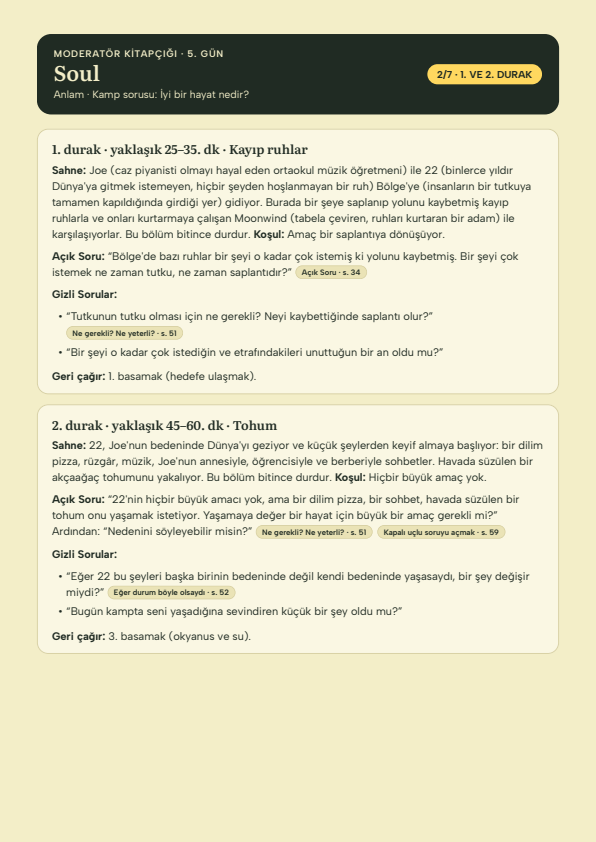 MODERATÖR KİTAPÇIĞI · 5. GÜN
Soul
Anlam · Kamp sorusu: İyi bir hayat nedir?
2/7 · 1. VE 2. DURAK
1. durak · yaklaşık 25–35. dk · Kayıp ruhlar
Sahne: Joe (caz piyanisti olmayı hayal eden ortaokul müzik öğretmeni) ile 22 (binlerce yıldır
Dünya'ya gitmek istemeyen, hiçbir şeyden hoşlanmayan bir ruh) Bölge'ye (insanların bir tutkuya
tamamen kapıldığında girdiği yer) gidiyor. Burada bir şeye saplanıp yolunu kaybetmiş kayıp
ruhlarla ve onları kurtarmaya çalışan Moonwind (tabela çeviren, ruhları kurtaran bir adam) ile
karşılaşıyorlar. Bu bölüm bitince durdur. Koşul: Amaç bir saplantıya dönüşüyor.
Açık Soru: “Bölge'de bazı ruhlar bir şeyi o kadar çok istemiş ki yolunu kaybetmiş. Bir şeyi çok
istemek ne zaman tutku, ne zaman saplantıdır?” Açık Soru · s. 34
Gizli Sorular:
• “Tutkunun tutku olması için ne gerekli? Neyi kaybettiğinde saplantı olur?”
Ne gerekli? Ne yeterli? · s. 51
• “Bir şeyi o kadar çok istediğin ve etrafındakileri unuttuğun bir an oldu mu?”
Geri çağır: 1. basamak (hedefe ulaşmak).
2. durak · yaklaşık 45–60. dk · Tohum
Sahne: 22, Joe'nun bedeninde Dünya'yı geziyor ve küçük şeylerden keyif almaya başlıyor: bir dilim
pizza, rüzgâr, müzik, Joe'nun annesiyle, öğrencisiyle ve berberiyle sohbetler. Havada süzülen bir
akçaağaç tohumunu yakalıyor. Bu bölüm bitince durdur. Koşul: Hiçbir büyük amaç yok.
Açık Soru: “22'nin hiçbir büyük amacı yok, ama bir dilim pizza, bir sohbet, havada süzülen bir
tohum onu yaşamak istetiyor. Yaşamaya değer bir hayat için büyük bir amaç gerekli mi?”
Ardından: “Nedenini söyleyebilir misin?” Ne gerekli? Ne yeterli? · s. 51 Kapalı uçlu soruyu açmak · s. 59
Gizli Sorular:
• “Eğer 22 bu şeyleri başka birinin bedeninde değil kendi bedeninde yaşasaydı, bir şey değişir
miydi?” Eğer durum böyle olsaydı · s. 52
• “Bugün kampta seni yaşadığına sevindiren küçük bir şey oldu mu?”
Geri çağır: 3. basamak (okyanus ve su).